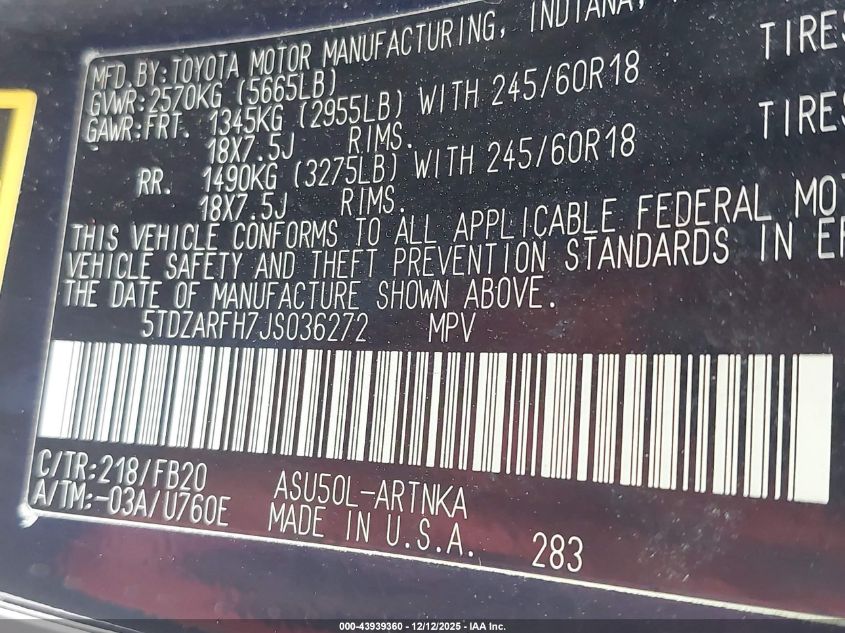 MFD. BY: TOYOTA MOTOR MANUFACTURING, INDIANA,
GVWR: 2570KG (5665LB)
GAWR: FRT. 1345KG (2955LB) WITH 245/60R18 TIRES
18X7.5J RIMS.
RR. 1490KG (3275LB) WITH 245/60R18 TIRES
18X7.5J RIMS.
THIS VEHICLE CONFORMS TO ALL APPLICABLE FEDERAL
VEHICLE SAFETY AND THEFT PREVENTION STANDARDS IN
THE DATE OF MANUFACTURE SHOWN ABOVE.
5TDZARFH7JS036272 MPV
C/TR: 218/FB20 ASU50L-ARTNKA
A/TM: -03A/U760E MADE IN U.S.A. 283
000-43939360 - 12/12/2025 - IAA Inc.